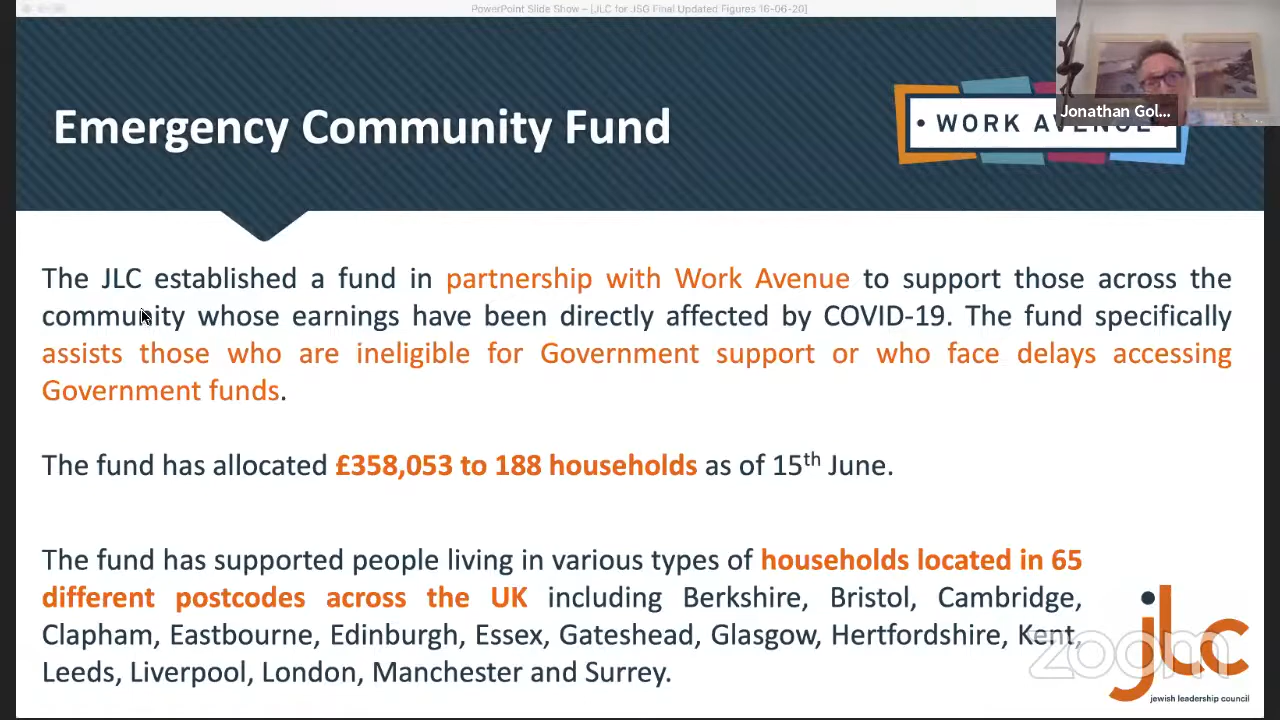 PowerPoint Slide Show – [JLC for JSG Final Updated Figures 16-06-20]
Jonathan Gol...
Emergency Community Fund
• WORK AVENUE •
The JLC established a fund in partnership with Work Avenue to support those across the
community whose earnings have been directly affected by COVID-19. The fund specifically
assists those who are ineligible for Government support or who face delays accessing
Government funds.
The fund has allocated £358,053 to 188 households as of 15th June.
The fund has supported people living in various types of households located in 65
different postcodes across the UK including Berkshire, Bristol, Cambridge,
Clapham, Eastbourne, Edinburgh, Essex, Gateshead, Glasgow, Hertfordshire, Kent,
Leeds, Liverpool, London, Manchester and Surrey.
zoom
jlc
jewish leadership council